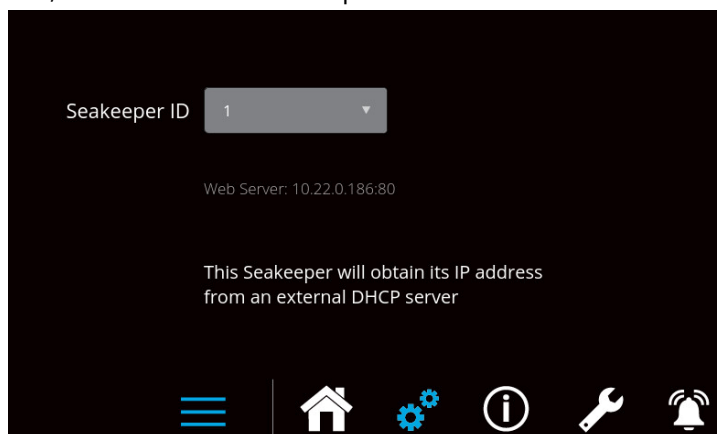 Seakeeper ID
1
Web Server: 10.22.0.186:80
This Seakeeper will obtain its IP address
from an external DHCP server